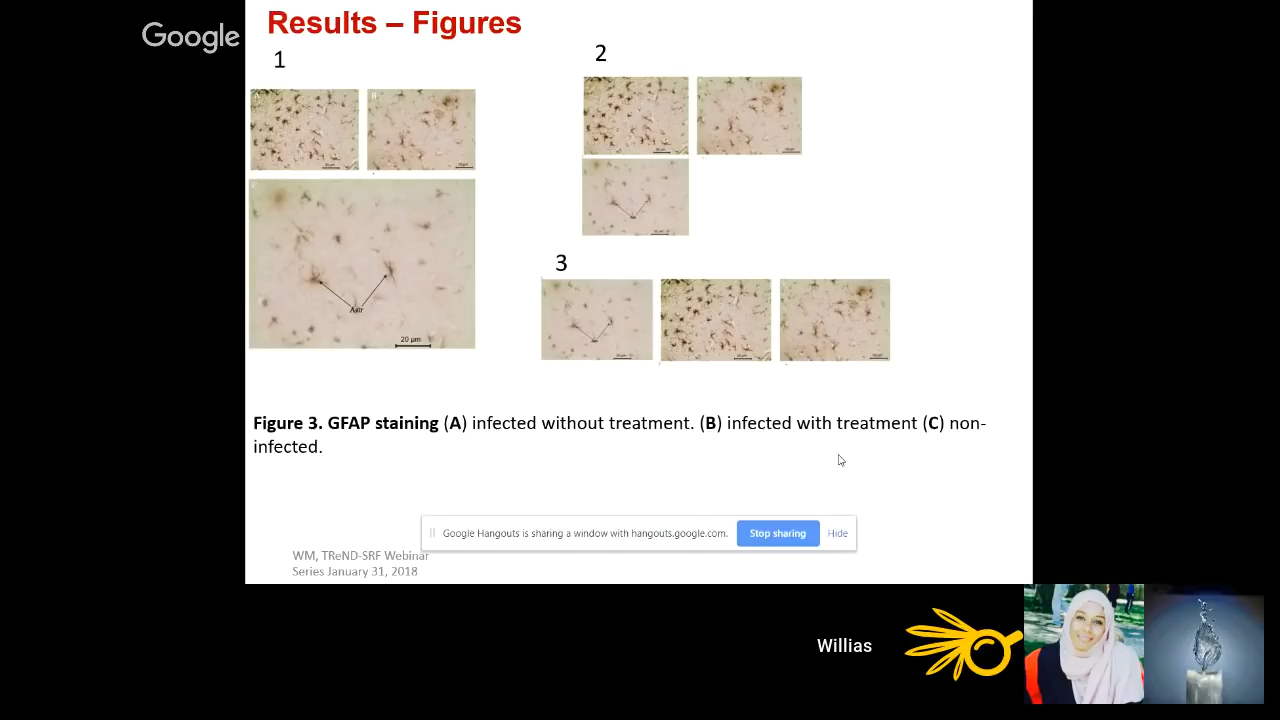 Google
Results – Figures
1
2
Astr
20 µm
3
Figure 3. GFAP staining (A) infected without treatment. (B) infected with treatment (C) non-
infected.
Google Hangouts is sharing a window with hangouts.google.com.
Stop sharing
Hide
WM, TReND-SRF Webinar
Series January 31, 2018
Willias